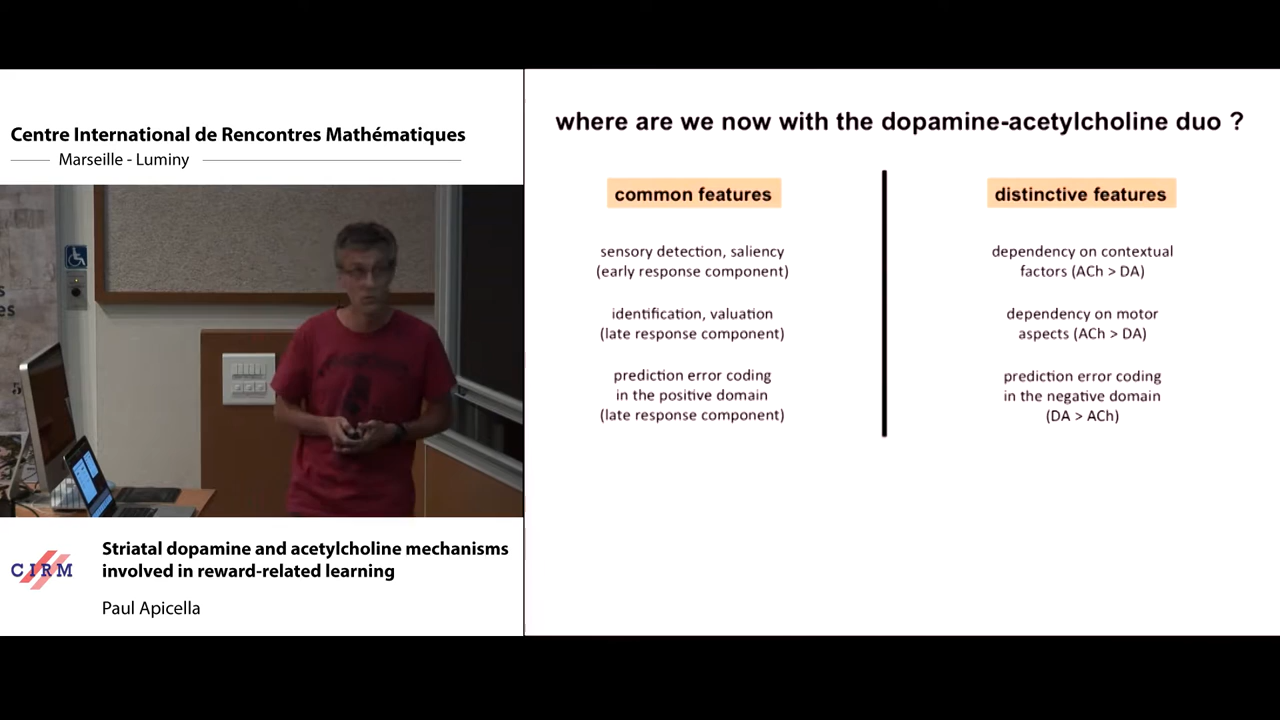 Centre International de Rencontres Mathématiques
Marseille - Luminy
CIRM
Striatal dopamine and acetylcholine mechanisms
involved in reward-related learning
Paul Apicella
where are we now with the dopamine-acetylcholine duo ?
common features
sensory detection, saliency
(early response component)
identification, valuation
(late response component)
prediction error coding
in the positive domain
(late response component)
distinctive features
dependency on contextual
factors (ACh > DA)
dependency on motor
aspects (ACh > DA)
prediction error coding
in the negative domain
(DA > ACh)